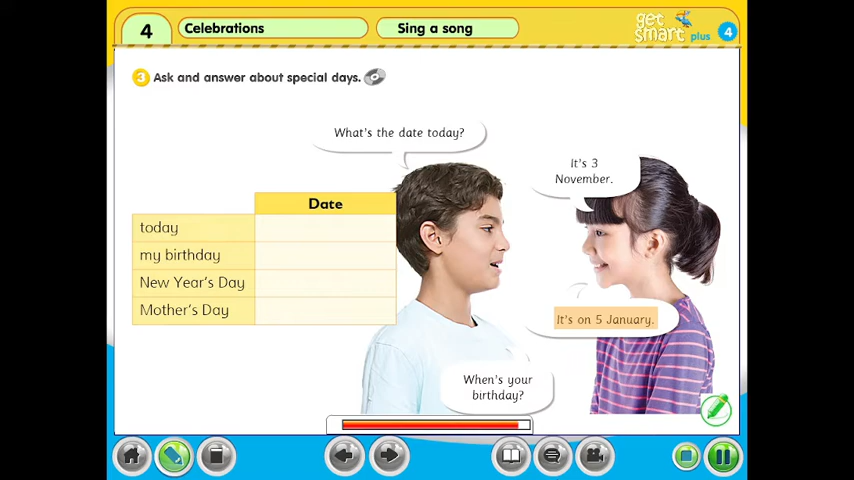 4
Celebrations
Sing a song
get smart plus 4
3 Ask and answer about special days.
What's the date today?
It's 3
November.
Date
today
my birthday
New Year's Day
Mother's Day
It's on 5 January.
When's your
birthday?